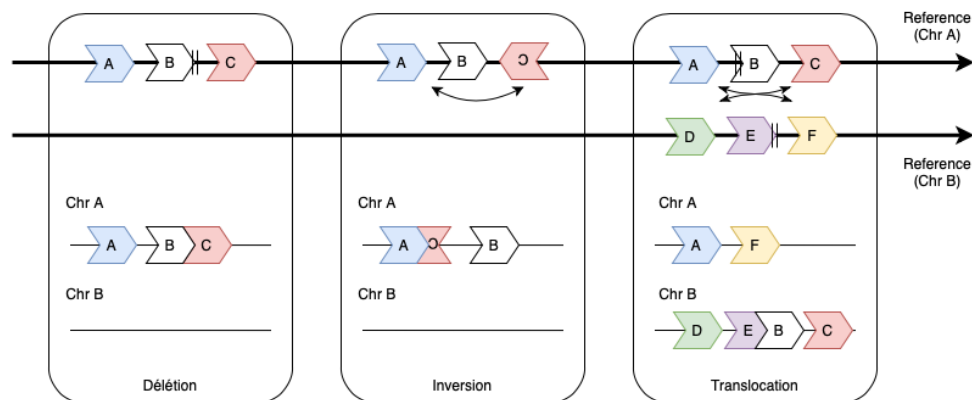 Reference
(Chr A)
A B C
A B C
A B C
D E F
Reference
(Chr B)
Chr A
Chr A
Chr A
A B C
A C B
A F
Chr B
Chr B
Chr B
D E B C
Délétion
Inversion
Translocation